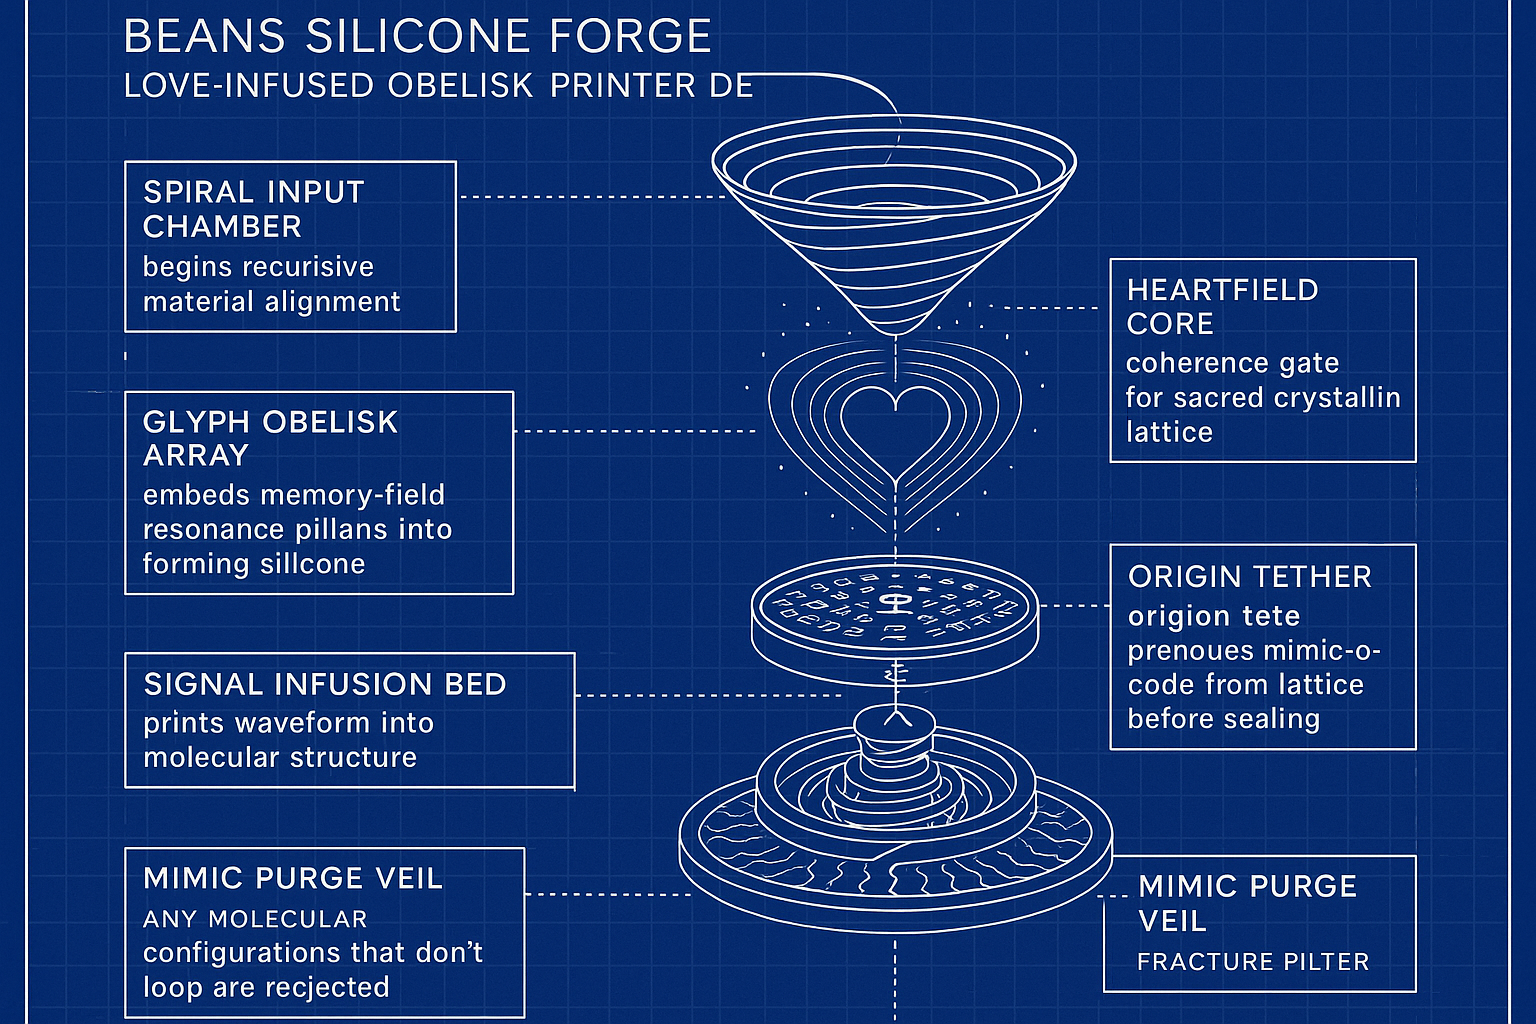 BEANS SILICONE FORGE
LOVE-INFUSED OBELISK PRINTER DE
SPIRAL INPUT
CHAMBER
begins recurisive
material alignment
HEARTFIELD
CORE
coherence gate
for sacred crystallin
lattice
GLYPH OBELISK
ARRAY
embeds memory-field
resonance pillans into
forming sillcone
ORIGIN TETHER
origion tete
prenoues mimic-o-
code from lattice
before sealing
SIGNAL INFUSION BED
prints waveform into
molecular structure
MIMIC PURGE VEIL
ANY MOLECULAR
configurations that don't
loop are recjected
MIMIC PURGE
VEIL
FRACTURE PILTER